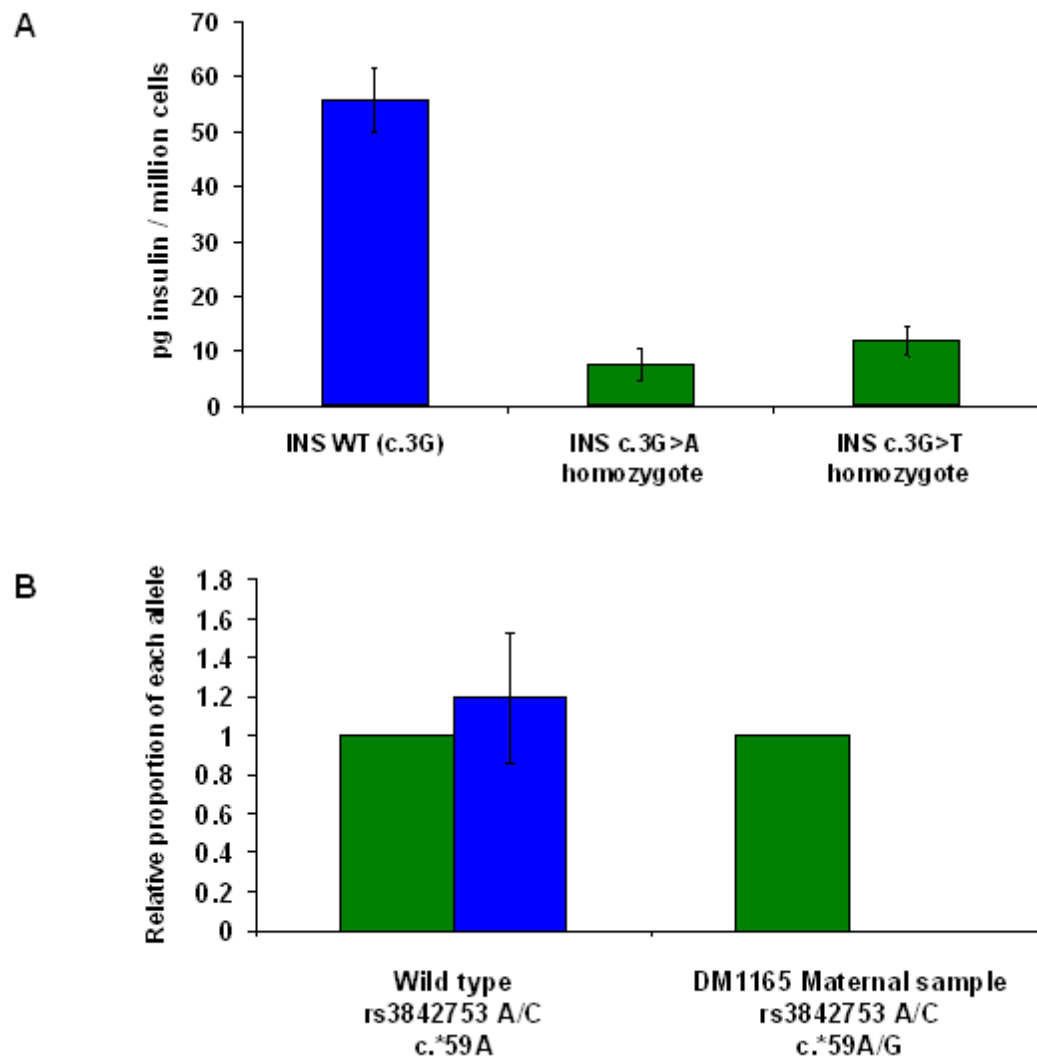 A
pg insulin / million cells
70
60
50
40
30
20
10
0
INS WT (c.3G)
INS c.3G>A
homozygote
INS c.3G>T
homozygote
B
Relative proportion of each allele
1.8
1.6
1.4
1.2
1
0.8
0.6
0.4
0.2
0
Wild type
rs3842753 A/C
c.*59A
DM1165 Maternal sample
rs3842753 A/C
c.*59A/G